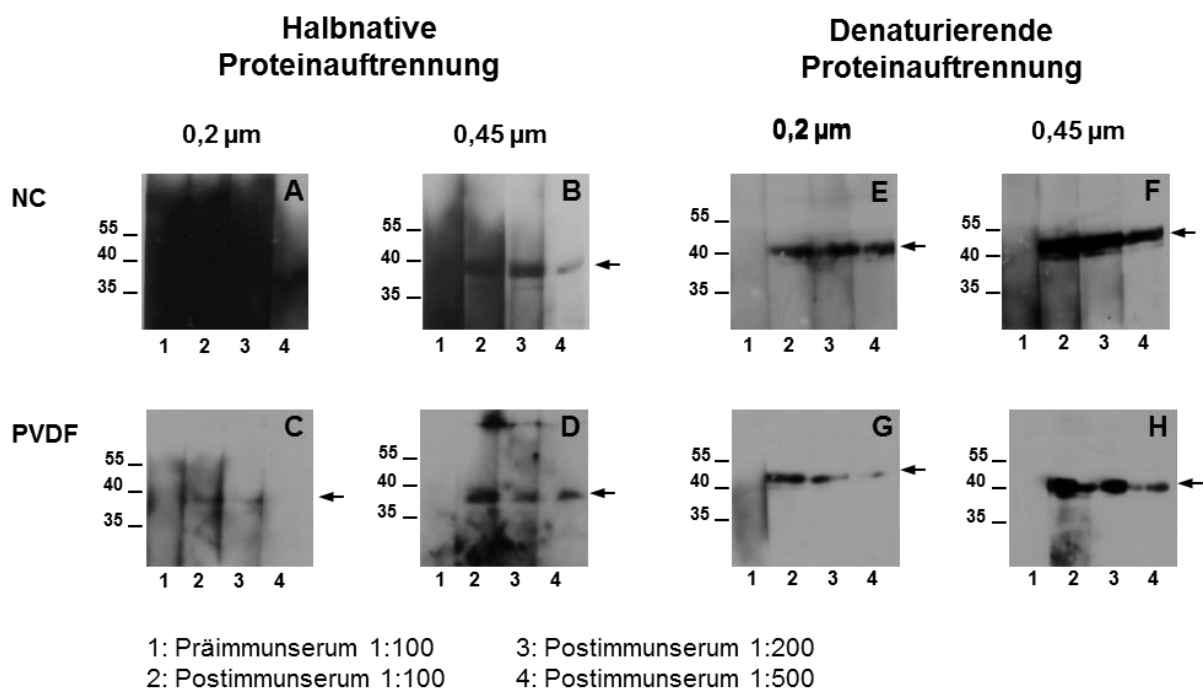 Halbnative
Proteinauftrennung
Denaturierende
Proteinauftrennung
0,2 µm
0,45 µm
0,2 µm
0,45 µm
NC
A
55
40
35
1 2 3 4
B
55
40
35
1 2 3 4
E
55
40
35
1 2 3 4
F
55
40
35
1 2 3 4
PVDF
C
55
40
35
1 2 3 4
D
55
40
35
1 2 3 4
G
55
40
35
1 2 3 4
H
55
40
35
1 2 3 4
1: Präimmunserum 1:100
2: Postimmunserum 1:100
3: Postimmunserum 1:200
4: Postimmunserum 1:500